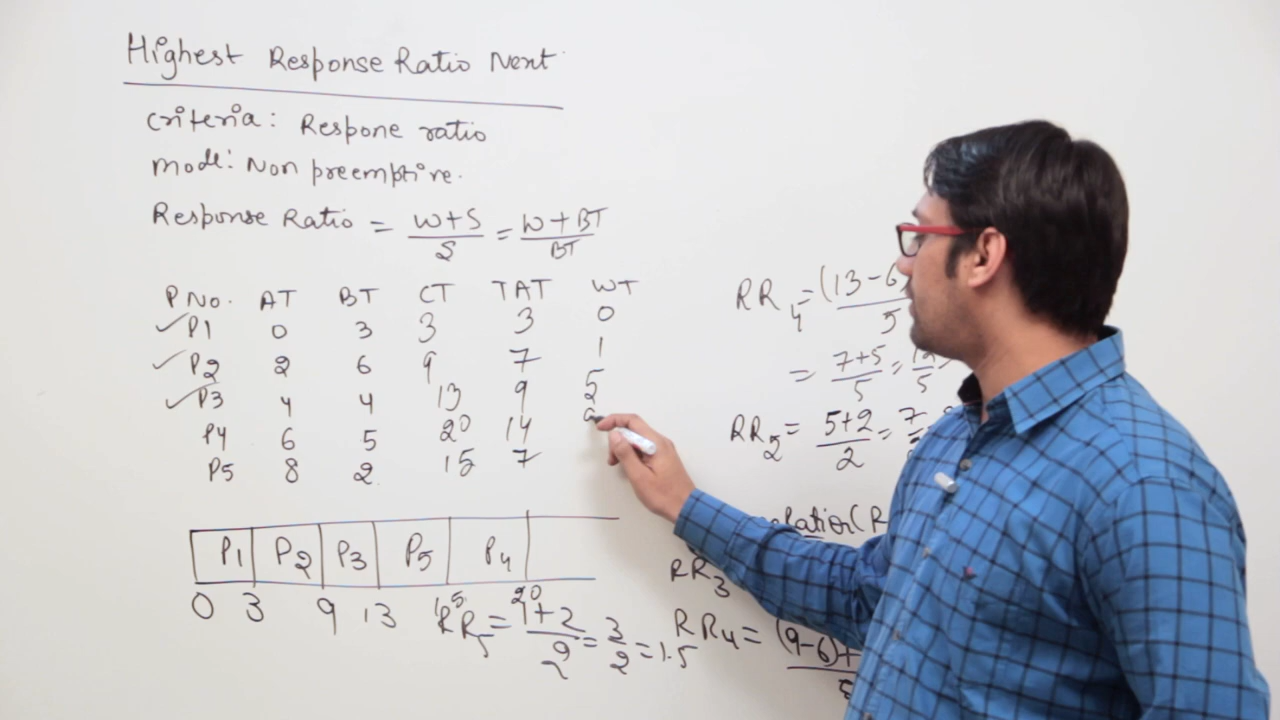 Highest Response Ratio Next
Criteria: Respone ratio
Mode: Non preemptive.
Response Ratio = W+S/S = W+BT/BT
P No. AT BT CT TAT WT
✓P1 0 3 3 3 0
✓P2 2 6 9 7 1
✓P3 4 4 13 9 5
P4 6 5 20 14 9
P5 8 2 15 7
P1 P2 P3 P5 P4
0 3 9 13 15 20
RR5 = 1+2/2 = 3/2 = 1.5
RR4 = (13-6)/5
= 7+5/5 = 12/5
RR5 = 5+2/2 = 7/2
RR3
RR4 = (9-6)+